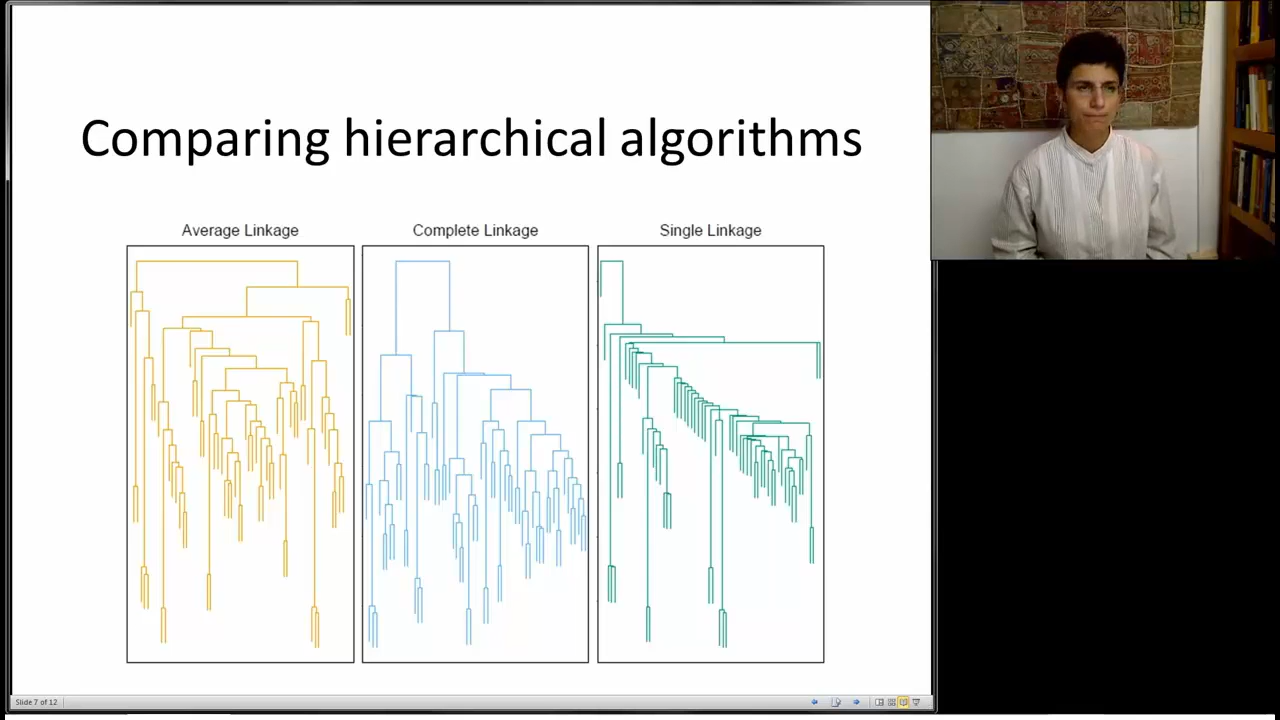 Comparing hierarchical algorithms
Average Linkage
Complete Linkage
Single Linkage
Slide 7 of 12